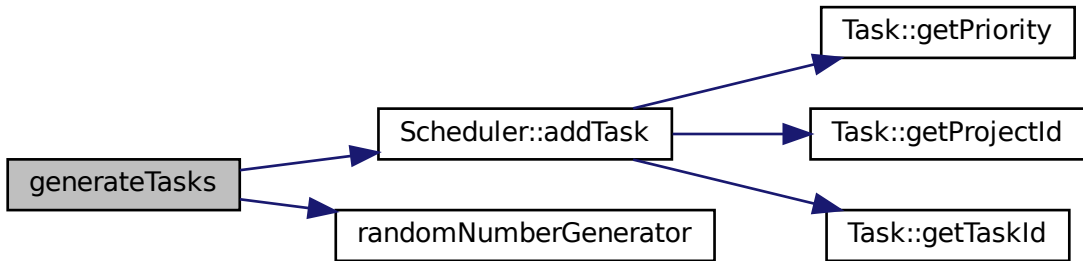 generateTasks
Scheduler::addTask
randomNumberGenerator
Task::getPriority
Task::getProjectId
Task::getTaskId